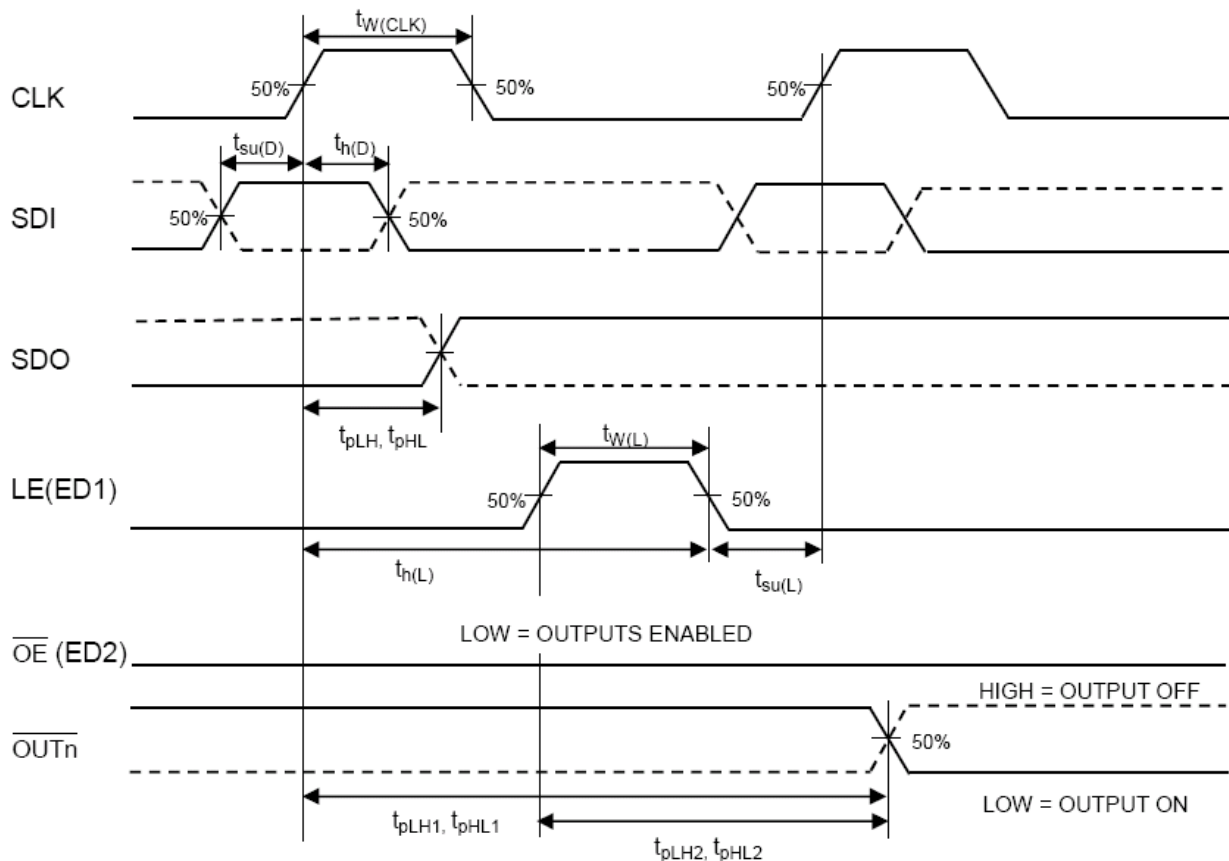 tW(CLK)
CLK
50%
50%
50%
tsu(D)
th(D)
SDI
50%
50%
SDO
tpLH, tpHL
tW(L)
LE(ED1)
50%
50%
th(L)
tsu(L)
LOW = OUTPUTS ENABLED
OE (ED2)
HIGH = OUTPUT OFF
OUTn
50%
LOW = OUTPUT ON
tpLH1, tpHL1
tpLH2, tpHL2